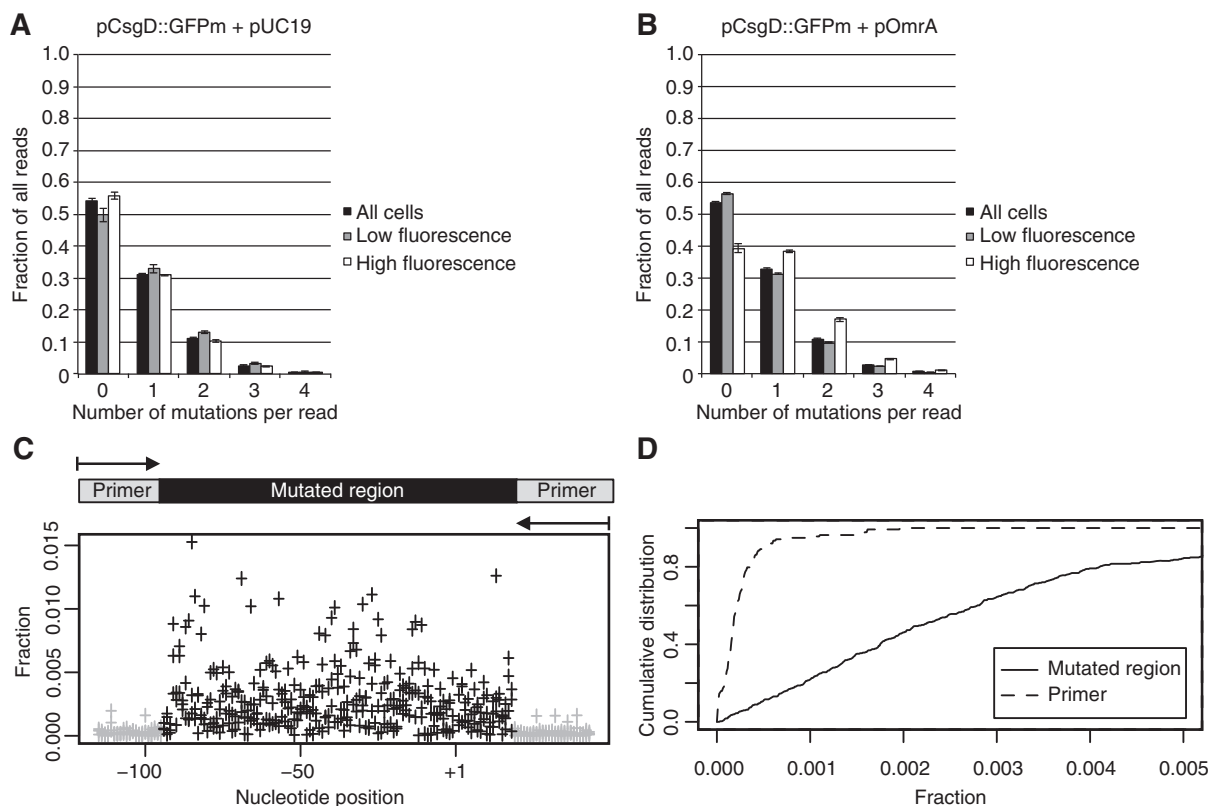 A
pCsgD::GFPm + pUC19
1.0
0.9
0.8
0.7
0.6
0.5
0.4
0.3
0.2
0.1
0
Fraction of all reads
0 1 2 3 4
Number of mutations per read
All cells
Low fluorescence
High fluorescence
B
pCsgD::GFPm + pOmrA
1.0
0.9
0.8
0.7
0.6
0.5
0.4
0.3
0.2
0.1
0
Fraction of all reads
0 1 2 3 4
Number of mutations per read
All cells
Low fluorescence
High fluorescence
C
Primer Mutated region Primer
0.015
0.010
0.005
0.000
Fraction
−100 −50 +1
Nucleotide position
D
Cumulative distribution
0.8
0.4
0.0
Mutated region
Primer
0.000 0.001 0.002 0.003 0.004 0.005
Fraction